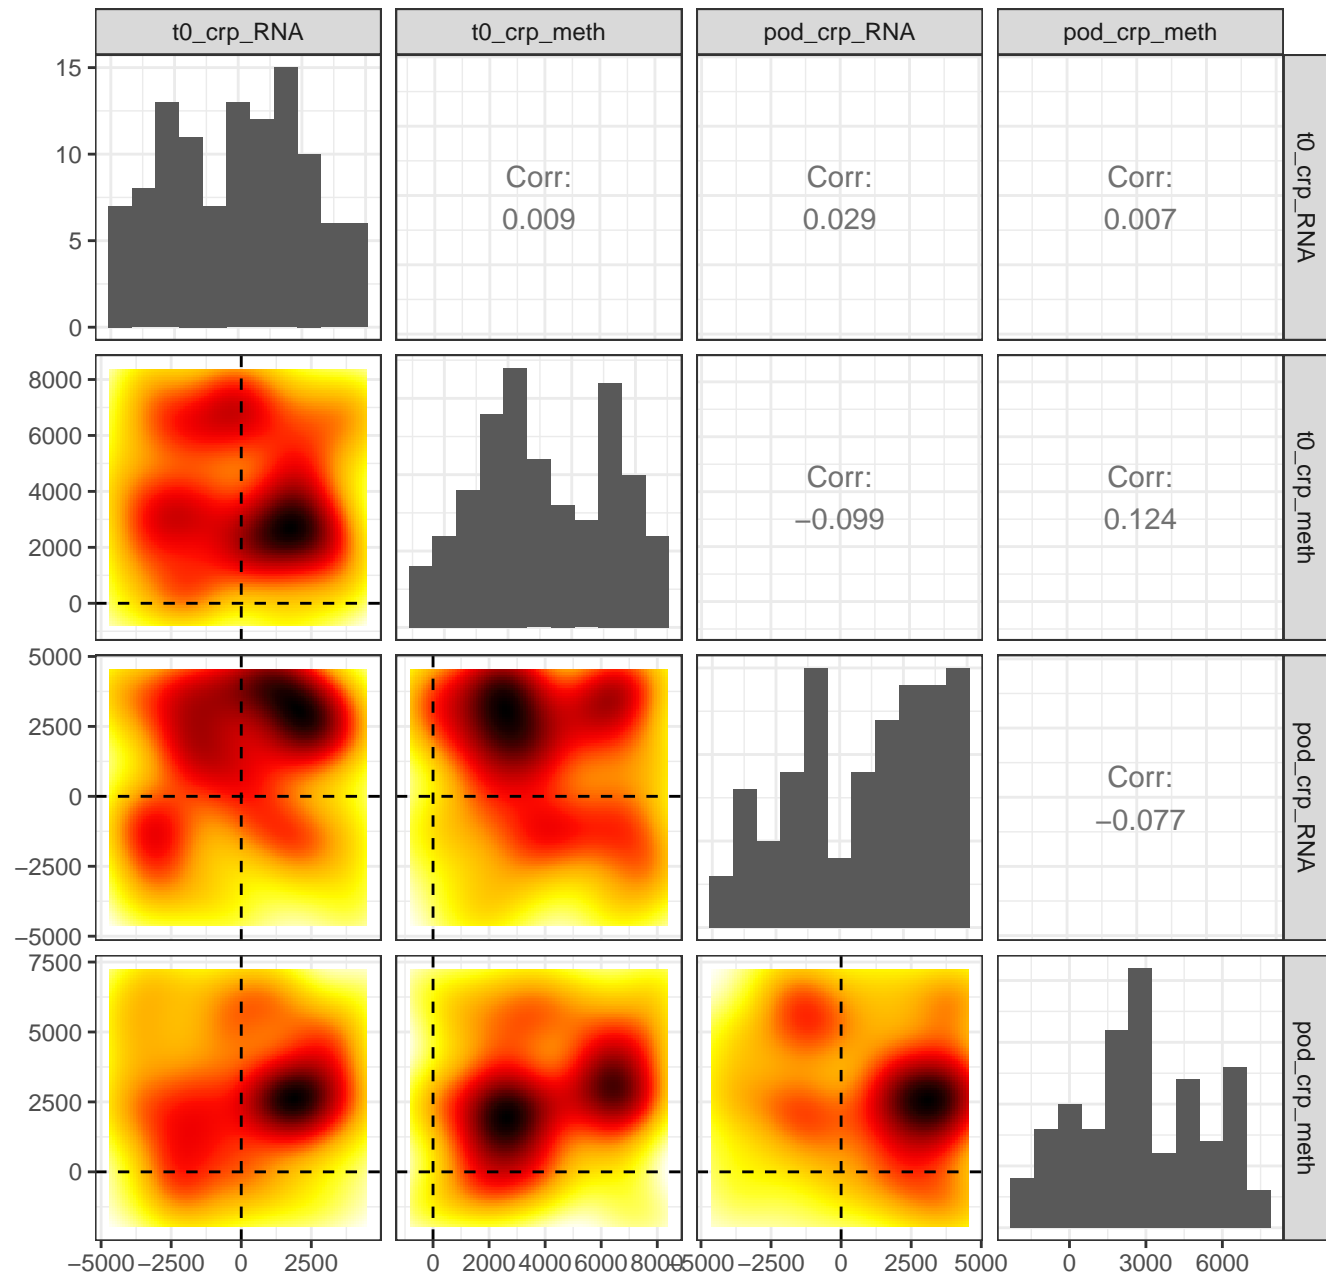 t0_crp_RNA t0_crp_meth pod_crp_RNA pod_crp_meth
15
10
5
0
Corr:
0.009
Corr:
0.029
Corr:
0.007
t0_crp_RNA
8000
6000
4000
2000
0
Corr:
−0.099
Corr:
0.124
t0_crp_meth
5000
2500
0
−2500
−5000
Corr:
−0.077
pod_crp_RNA
7500
5000
2500
0
pod_crp_meth
−5000 −2500 0 2500
0 2000 4000 6000 8000
−5000 −2500 0 2500 5000
0 3000 6000